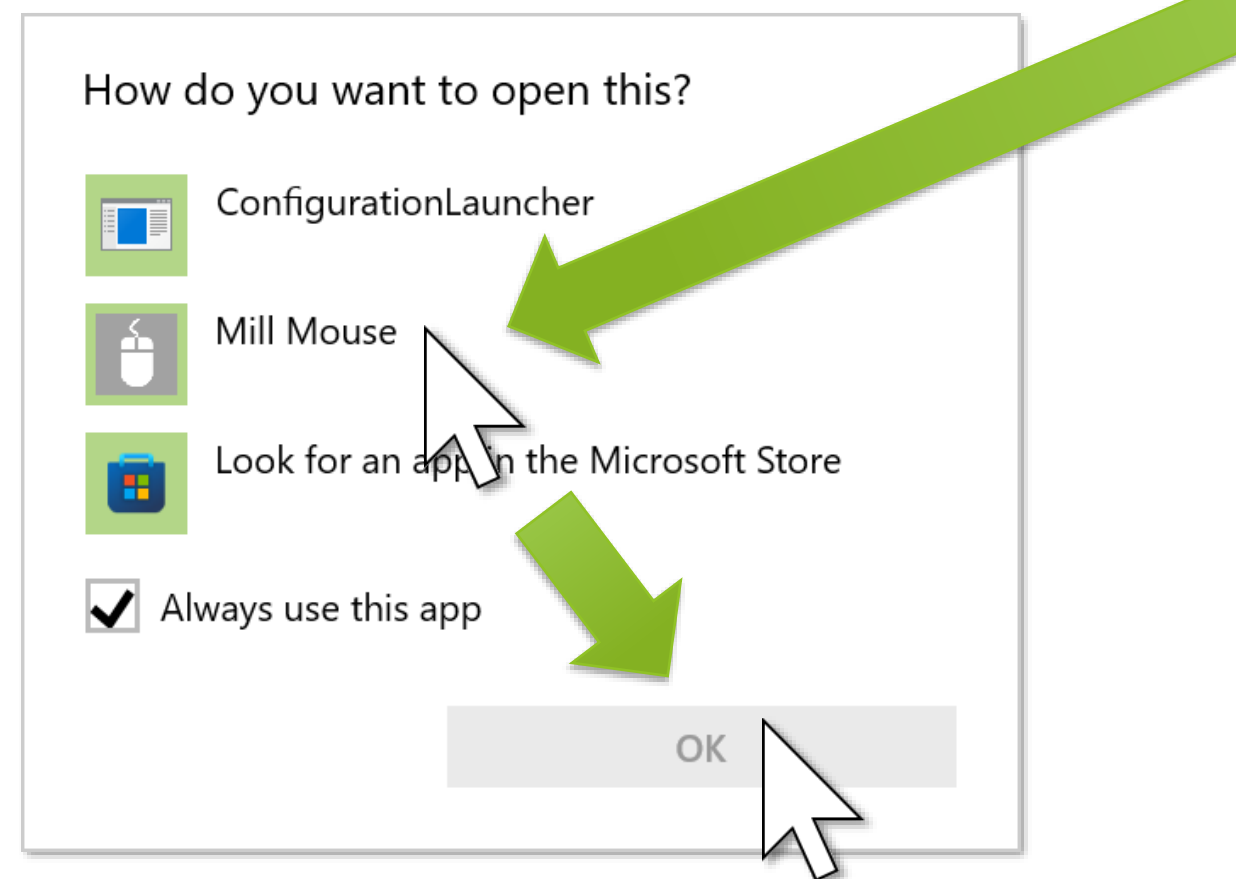 How do you want to open this?
ConfigurationLauncher
Mill Mouse
Look for an app in the Microsoft Store
Always use this app
OK